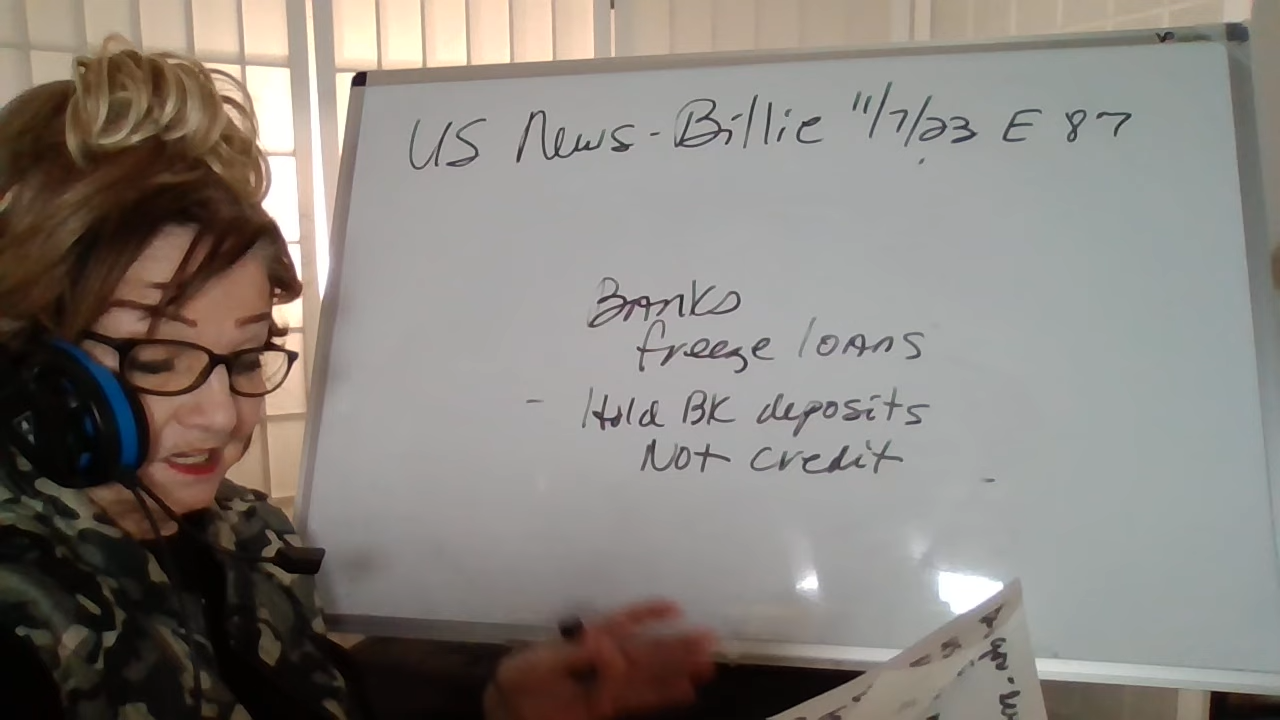 US News - Billie 11/7/23 E 87
Banks
freeze loans
- Hold BK deposits
Not credit